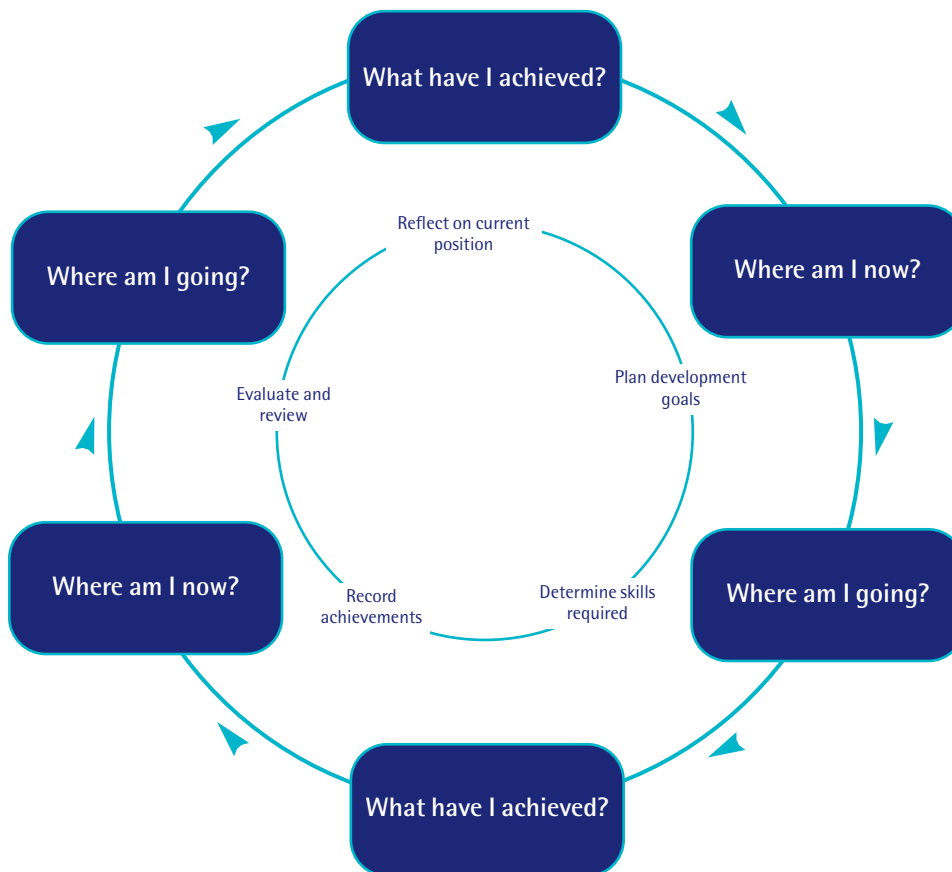 What have I achieved?
Where am I now?
Where am I going?
What have I achieved?
Where am I now?
Where am I going?
Reflect on current
position
Plan development
goals
Determine skills
required
Record
achievements
Evaluate and
review